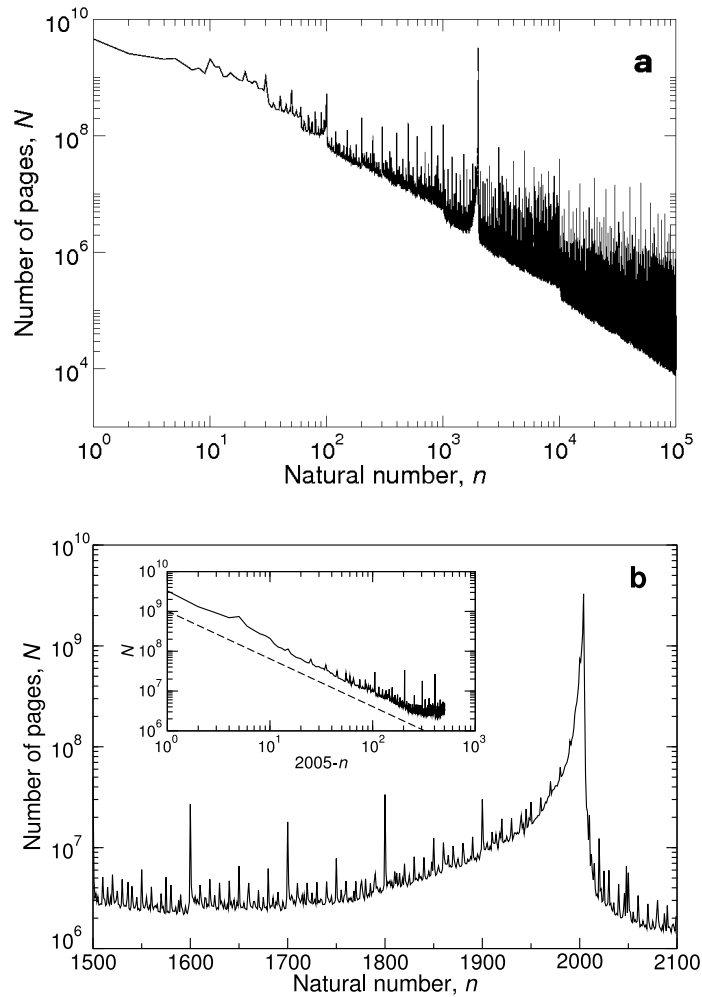 10^10
a
10^8
10^6
10^4
Number of pages, N
10^0 10^1 10^2 10^3 10^4 10^5
Natural number, n
10^10
b
10^9
10^8
10^7
10^6
Number of pages, N
10^10
10^9
10^8
10^7
10^6
N
10^0 10^1 10^2 10^3
2005-n
1500 1600 1700 1800 1900 2000 2100
Natural number, n